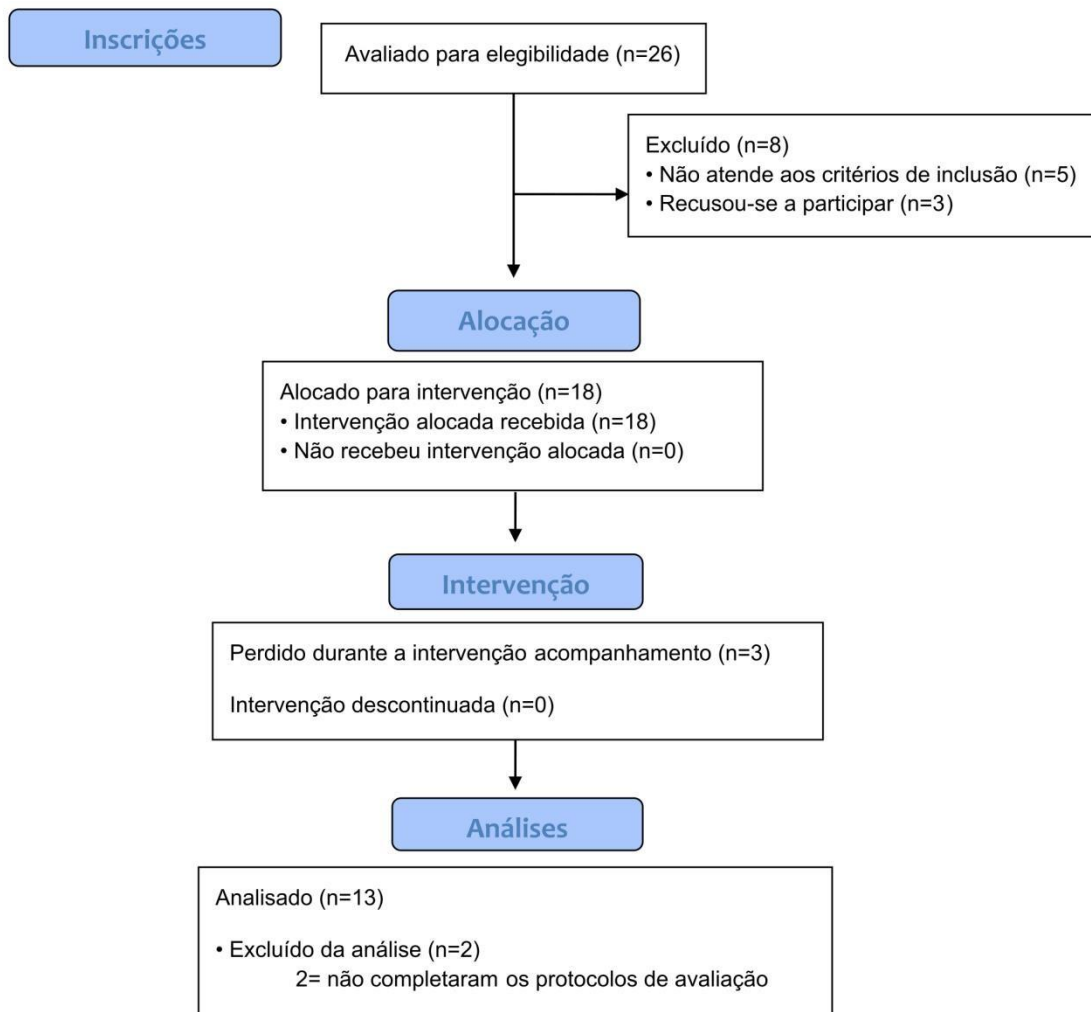 Inscrições
Avaliado para elegibilidade (n=26)
Excluído (n=8)
• Não atende aos critérios de inclusão (n=5)
• Recusou-se a participar (n=3)
Alocação
Alocado para intervenção (n=18)
• Intervenção alocada recebida (n=18)
• Não recebeu intervenção alocada (n=0)
Intervenção
Perdido durante a intervenção acompanhamento (n=3)
Intervenção descontinuada (n=0)
Análises
Analisado (n=13)
• Excluído da análise (n=2)
2= não completaram os protocolos de avaliação